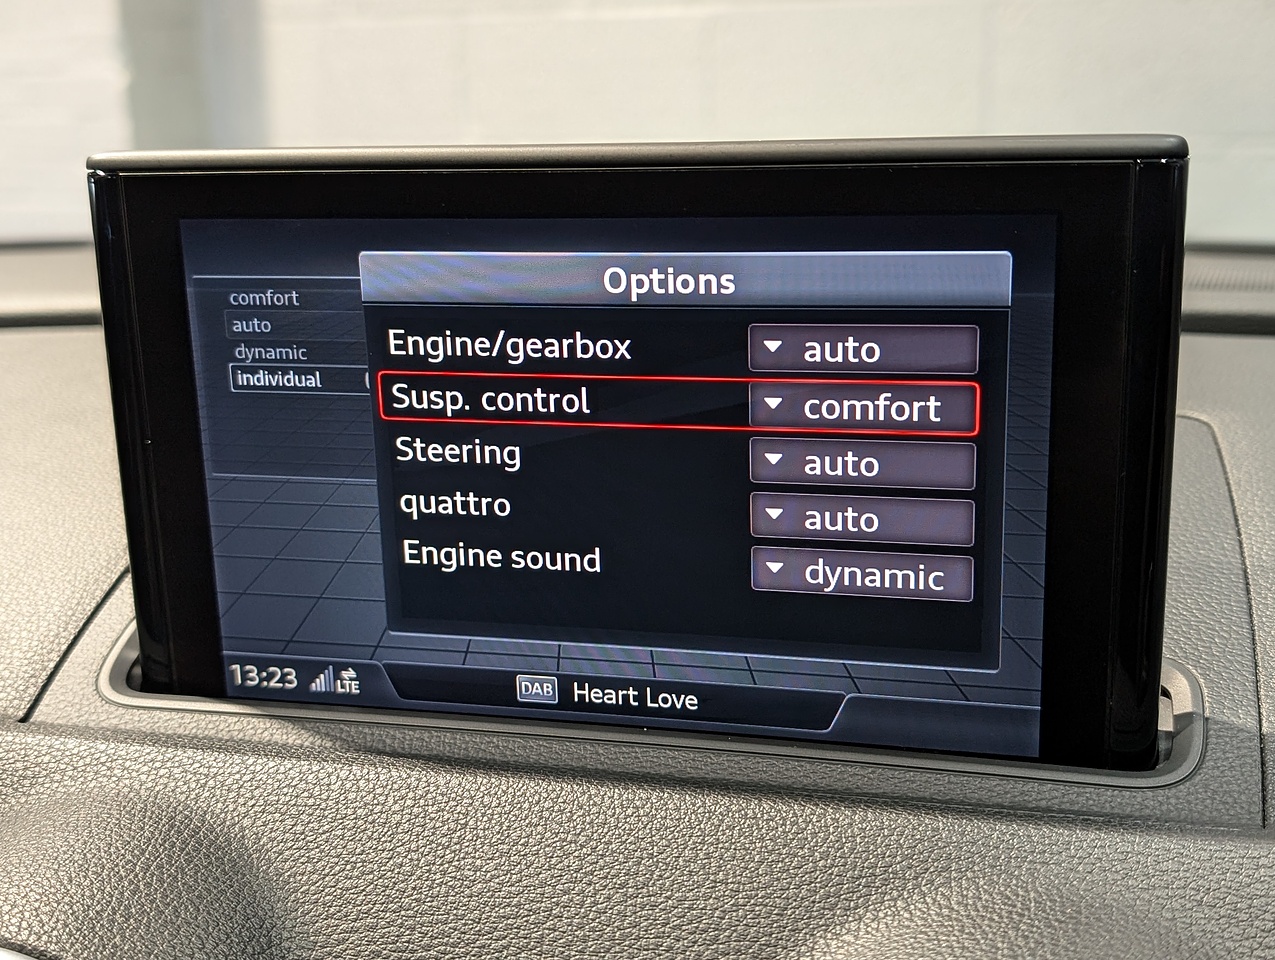 Options
comfort
auto
dynamic
individual
Engine/gearbox auto
Susp. control comfort
Steering auto
quattro auto
Engine sound dynamic
13:23 LTE DAB Heart Love